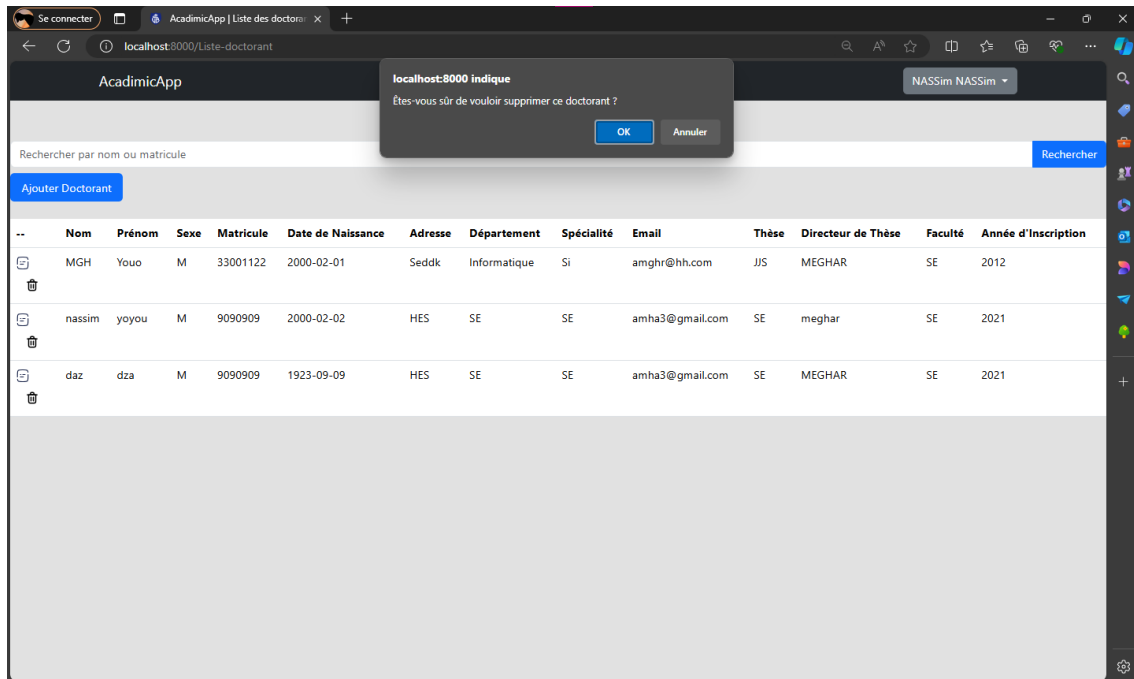 Se connecter
AcadimicApp | Liste des doctoran
localhost:8000/Liste-doctorant
AcadimicApp
NASSim NASSim
localhost:8000 indique
Êtes-vous sûr de vouloir supprimer ce doctorant ?
OK Annuler
Rechercher par nom ou matricule
Rechercher
Ajouter Doctorant
-- Nom Prénom Sexe Matricule Date de Naissance Adresse Département Spécialité Email Thèse Directeur de Thèse Faculté Année d'Inscription
MGH Youo M 33001122 2000-02-01 Seddk Informatique Si amghr@hh.com JJS MEGHAR SE 2012
nassim yoyou M 9090909 2000-02-02 HES SE SE amha3@gmail.com SE meghar SE 2021
daz dza M 9090909 1923-09-09 HES SE SE amha3@gmail.com SE MEGHAR SE 2021